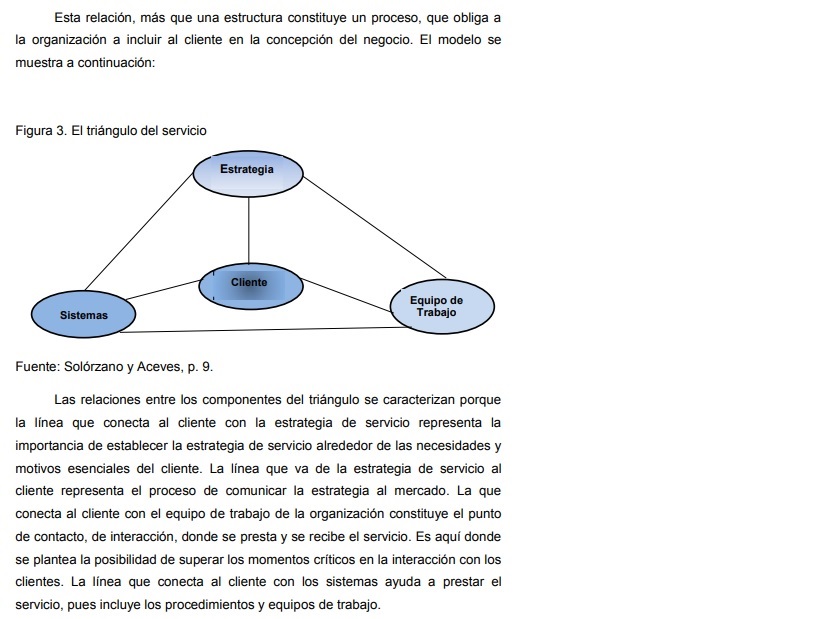 Esta relación, más que una estructura constituye un proceso, que obliga a
la organización a incluir al cliente en la concepción del negocio. El modelo se
muestra a continuación:
Figura 3. El triángulo del servicio
Estrategia
Cliente
Sistemas
Equipo de
Trabajo
Fuente: Solórzano y Aceves, p. 9.
Las relaciones entre los componentes del triángulo se caracterizan porque
la línea que conecta al cliente con la estrategia de servicio representa la
importancia de establecer la estrategia de servicio alrededor de las necesidades y
motivos esenciales del cliente. La línea que va de la estrategia de servicio al
cliente representa el proceso de comunicar la estrategia al mercado. La que
conecta al cliente con el equipo de trabajo de la organización constituye el punto
de contacto, de interacción, donde se presta y se recibe el servicio. Es aquí donde
se plantea la posibilidad de superar los momentos críticos en la interacción con los
clientes. La línea que conecta al cliente con los sistemas ayuda a prestar el
servicio, pues incluye los procedimientos y equipos de trabajo.